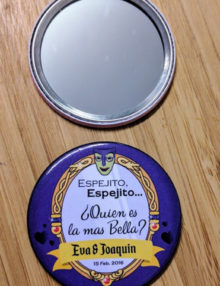 ESPEJITO,
ESPEJITO...
¿Quien es
la mas Bella?
Eva & Joaquin
15 Feb. 2016